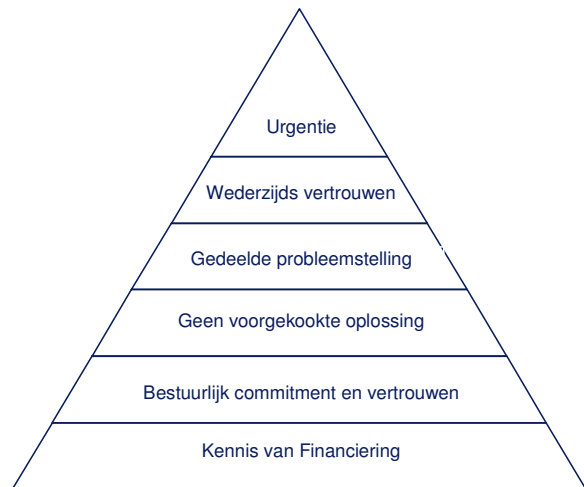 Urgentie
Wederzijds vertrouwen
Gedeelde probleemstelling
Geen voorgekookte oplossing
Bestuurlijk commitment en vertrouwen
Kennis van Financiering